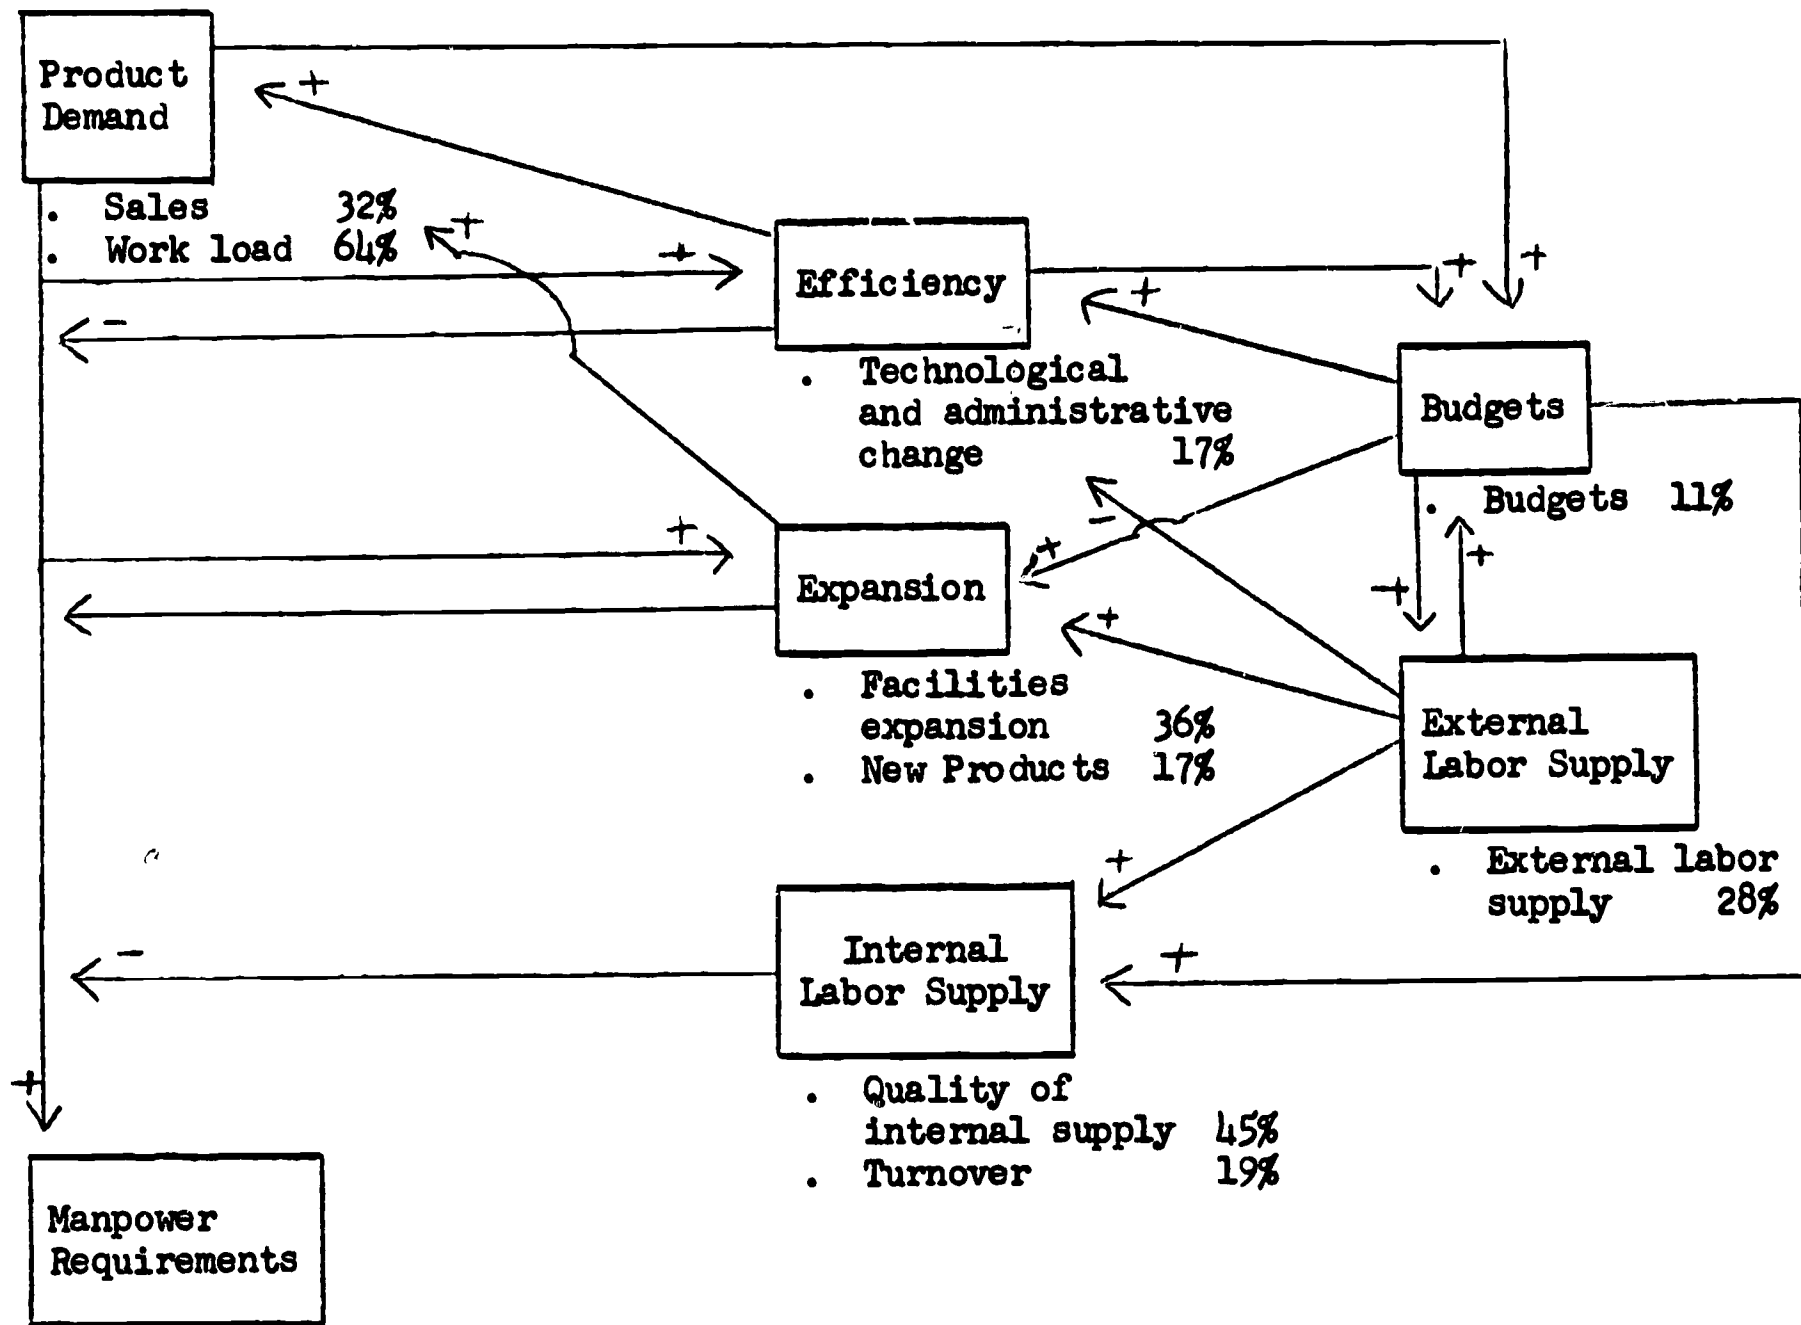 Product
Demand
. Sales 32%
. Work load 64%
+
+
+
-
Efficiency
+
+
+
. Technological
and administrative
change 17%
Budgets
. Budgets 11%
-
+
+
+
+
Expansion
+
. Facilities
expansion 36%
. New Products 17%
External
Labor Supply
. External labor
supply 28%
+
+
-
Internal
Labor Supply
. Quality of
internal supply 45%
. Turnover 19%
+
Manpower
Requirements